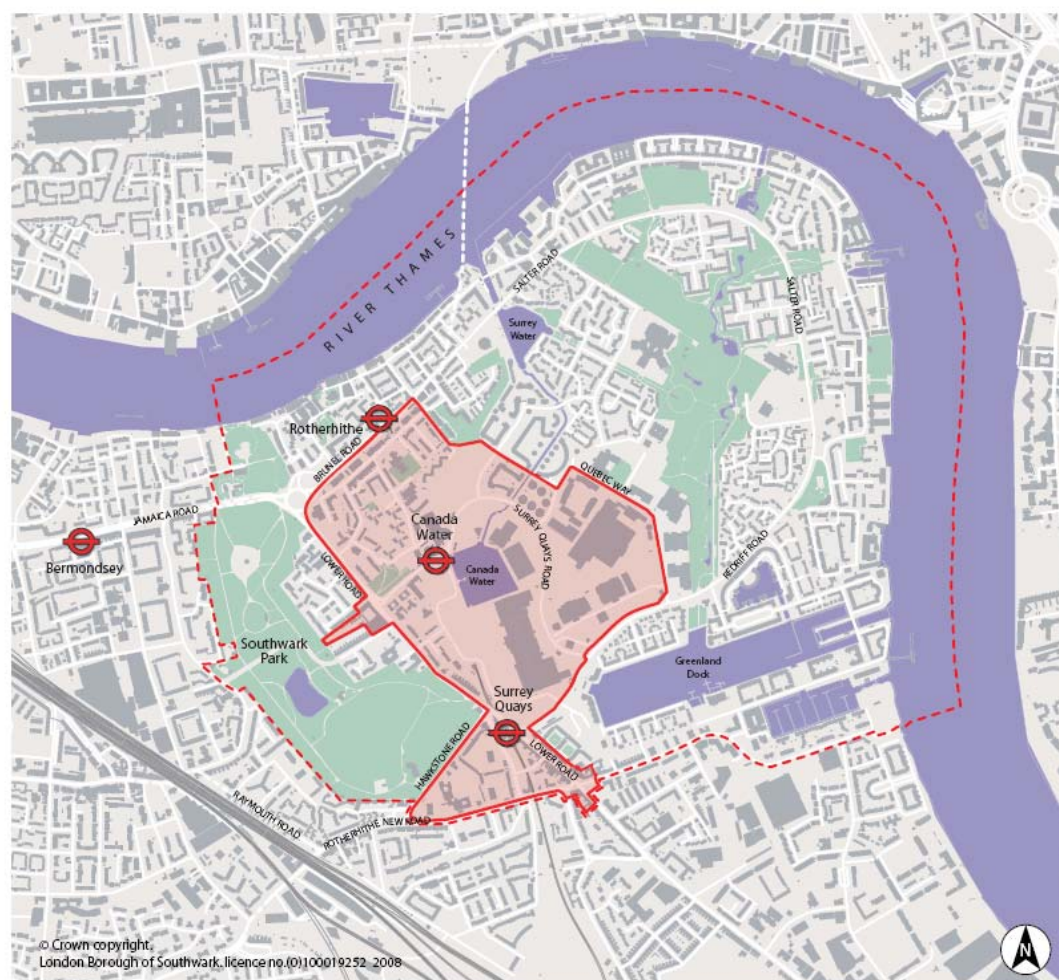 RIVER THAMES
SALTER ROAD
SALTER ROAD
Surrey
Water
Rotherhithe
BRUNEL ROAD
QUEBEC WAY
JAMAICA ROAD
Bermondsey
Canada
Water
SURREY QUAYS ROAD
LOWER ROAD
Canada
Water
REDRIFF ROAD
Southwark
Park
Greenland
Dock
Surrey
Quays
HAWKSTONE ROAD
LOWER ROAD
RAYMOUTH ROAD
ROTHERHITHE NEW ROAD
© Crown copyright.
London Borough of Southwark. licence no.(0)100019252 2008
N